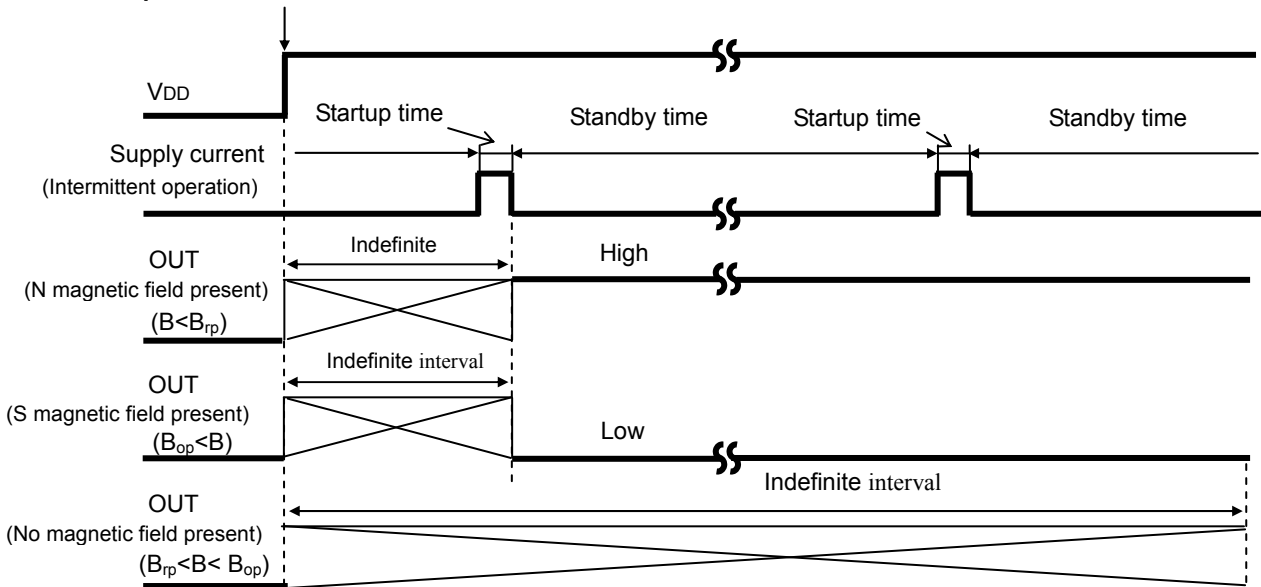 VDD
Startup time
Standby time
Startup time
Standby time
Supply current
(Intermittent operation)
Indefinite
High
OUT
(N magnetic field present)
(B<Brp)
Indefinite interval
OUT
(S magnetic field present)
(Bop<B)
Low
Indefinite interval
OUT
(No magnetic field present)
(Brp<B< Bop)